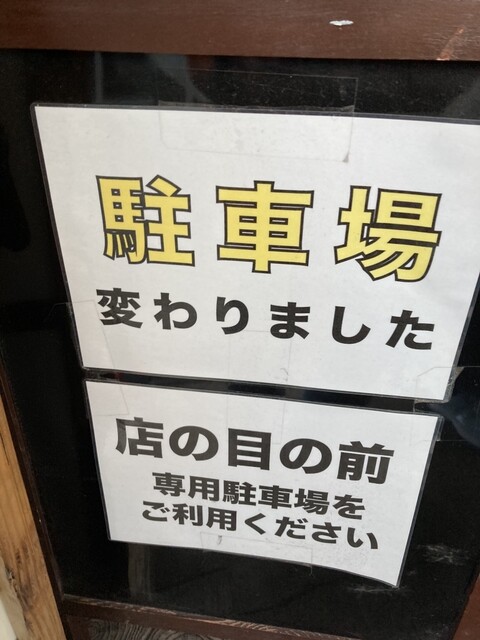 駐車場
変わりました
店の目の前
専用駐車場を
ご利用ください